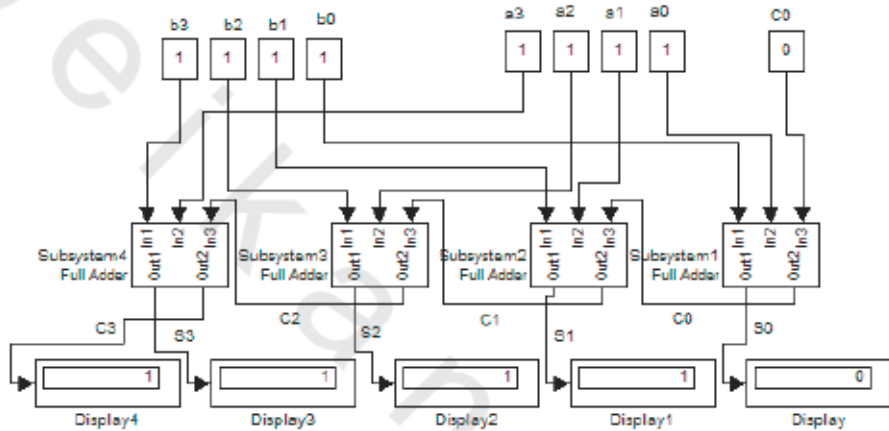 b3 b2 b1 b0 a3 a2 a1 a0 C0
1 1 1 1 1 1 1 1 0
In1 In2 In3 In1 In2 In3 In1 In2 In3 In1 In2 In3
Subsystem4 Subsystem3 Subsystem2 Subsystem1
Full Adder Full Adder Full Adder Full Adder
Out1 Out2 Out1 Out2 Out1 Out2 Out1 Out2
C3 S3 C2 S2 C1 S1 C0 S0
1 1 1 1 0
Display4 Display3 Display2 Display1 Display